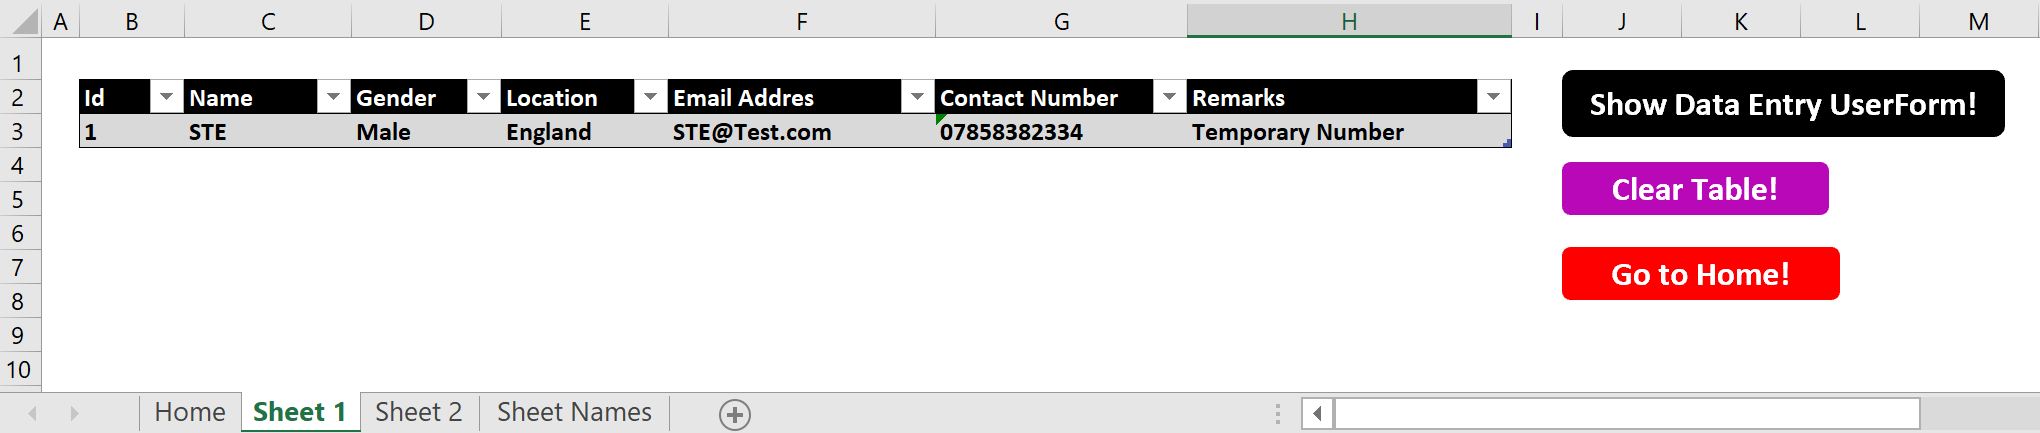 A B C D E F G H I J K L M
1
2 Id Name Gender Location Email Addres Contact Number Remarks Show Data Entry UserForm!
3 1 STE Male England STE@Test.com 07858382334 Temporary Number
4
5 Clear Table!
6
7 Go to Home!
8
9
10
Home Sheet 1 Sheet 2 Sheet Names